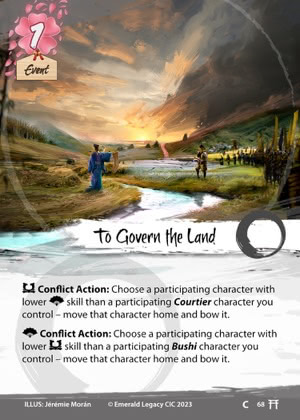 1
Event
To Govern the Land
Conflict Action: Choose a participating character with
lower skill than a participating Courtier character you
control – move that character home and bow it.
Conflict Action: Choose a participating character with
lower skill than a participating Bushi character you
control – move that character home and bow it.
ILLUS: Jérémie Morán © Emerald Legacy CIC 2023 C 68